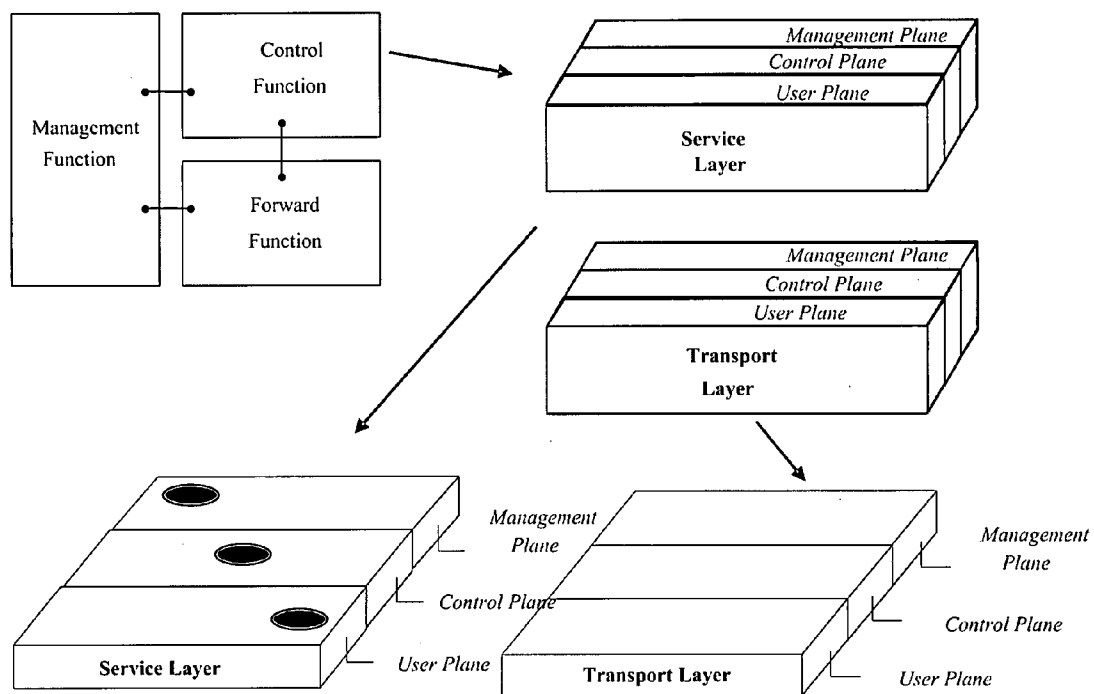 Control
Function
Management
Function
Forward
Function
Management Plane
Control Plane
User Plane
Service
Layer
Management Plane
Control Plane
User Plane
Transport
Layer
Management
Plane
Control Plane
User Plane
Service Layer
Management
Plane
Control Plane
User Plane
Transport Layer